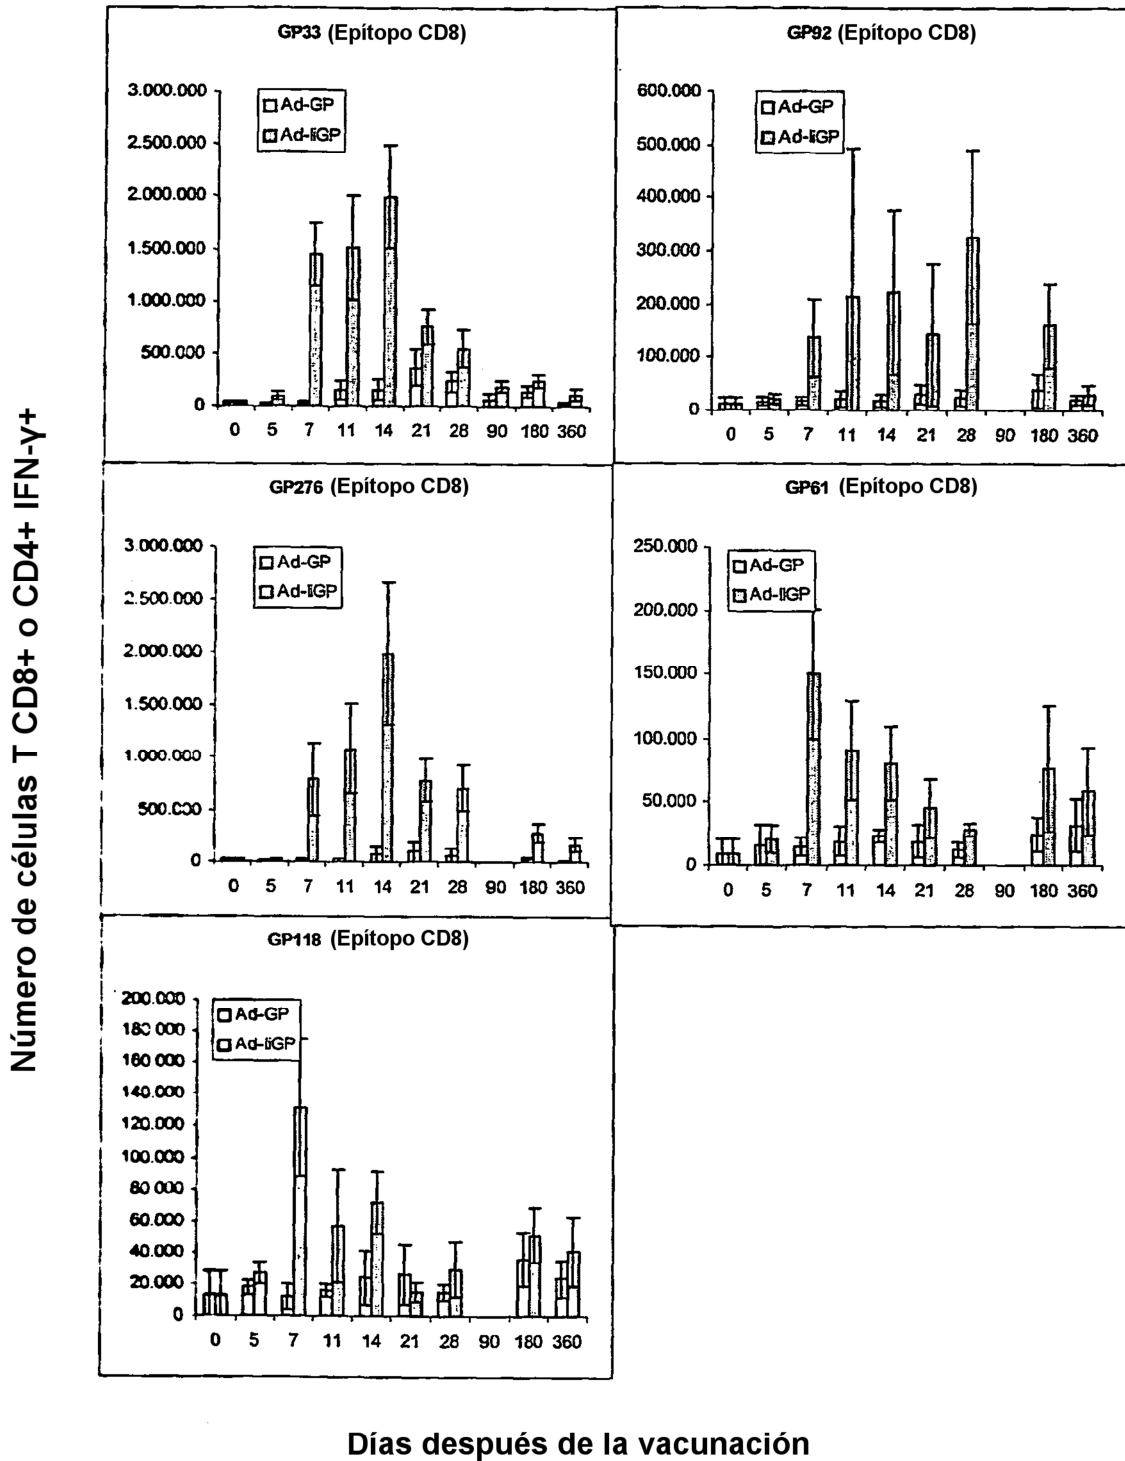 Número de células T CD8+ o CD4+ IFN-γ+
GP33 (Epítopo CD8)
Ad-GP
Ad-IiGP
3.000.000
2.500.000
2.000.000
1.500.000
1.000.000
500.000
0
0 5 7 11 14 21 28 90 180 360
GP92 (Epítopo CD8)
Ad-GP
Ad-IiGP
600.000
500.000
400.000
300.000
200.000
100.000
0
0 5 7 11 14 21 28 90 180 360
GP276 (Epítopo CD8)
Ad-GP
Ad-IiGP
3.000.000
2.500.000
2.000.000
1.500.000
1.000.000
500.000
0
0 5 7 11 14 21 28 90 180 360
GP61 (Epítopo CD8)
Ad-GP
Ad-IiGP
250.000
200.000
150.000
100.000
50.000
0
0 5 7 11 14 21 28 90 180 360
GP118 (Epítopo CD8)
Ad-GP
Ad-IiGP
200.000
180.000
160.000
140.000
120.000
100.000
80.000
60.000
40.000
20.000
0
0 5 7 11 14 21 28 90 180 360
Días después de la vacunación